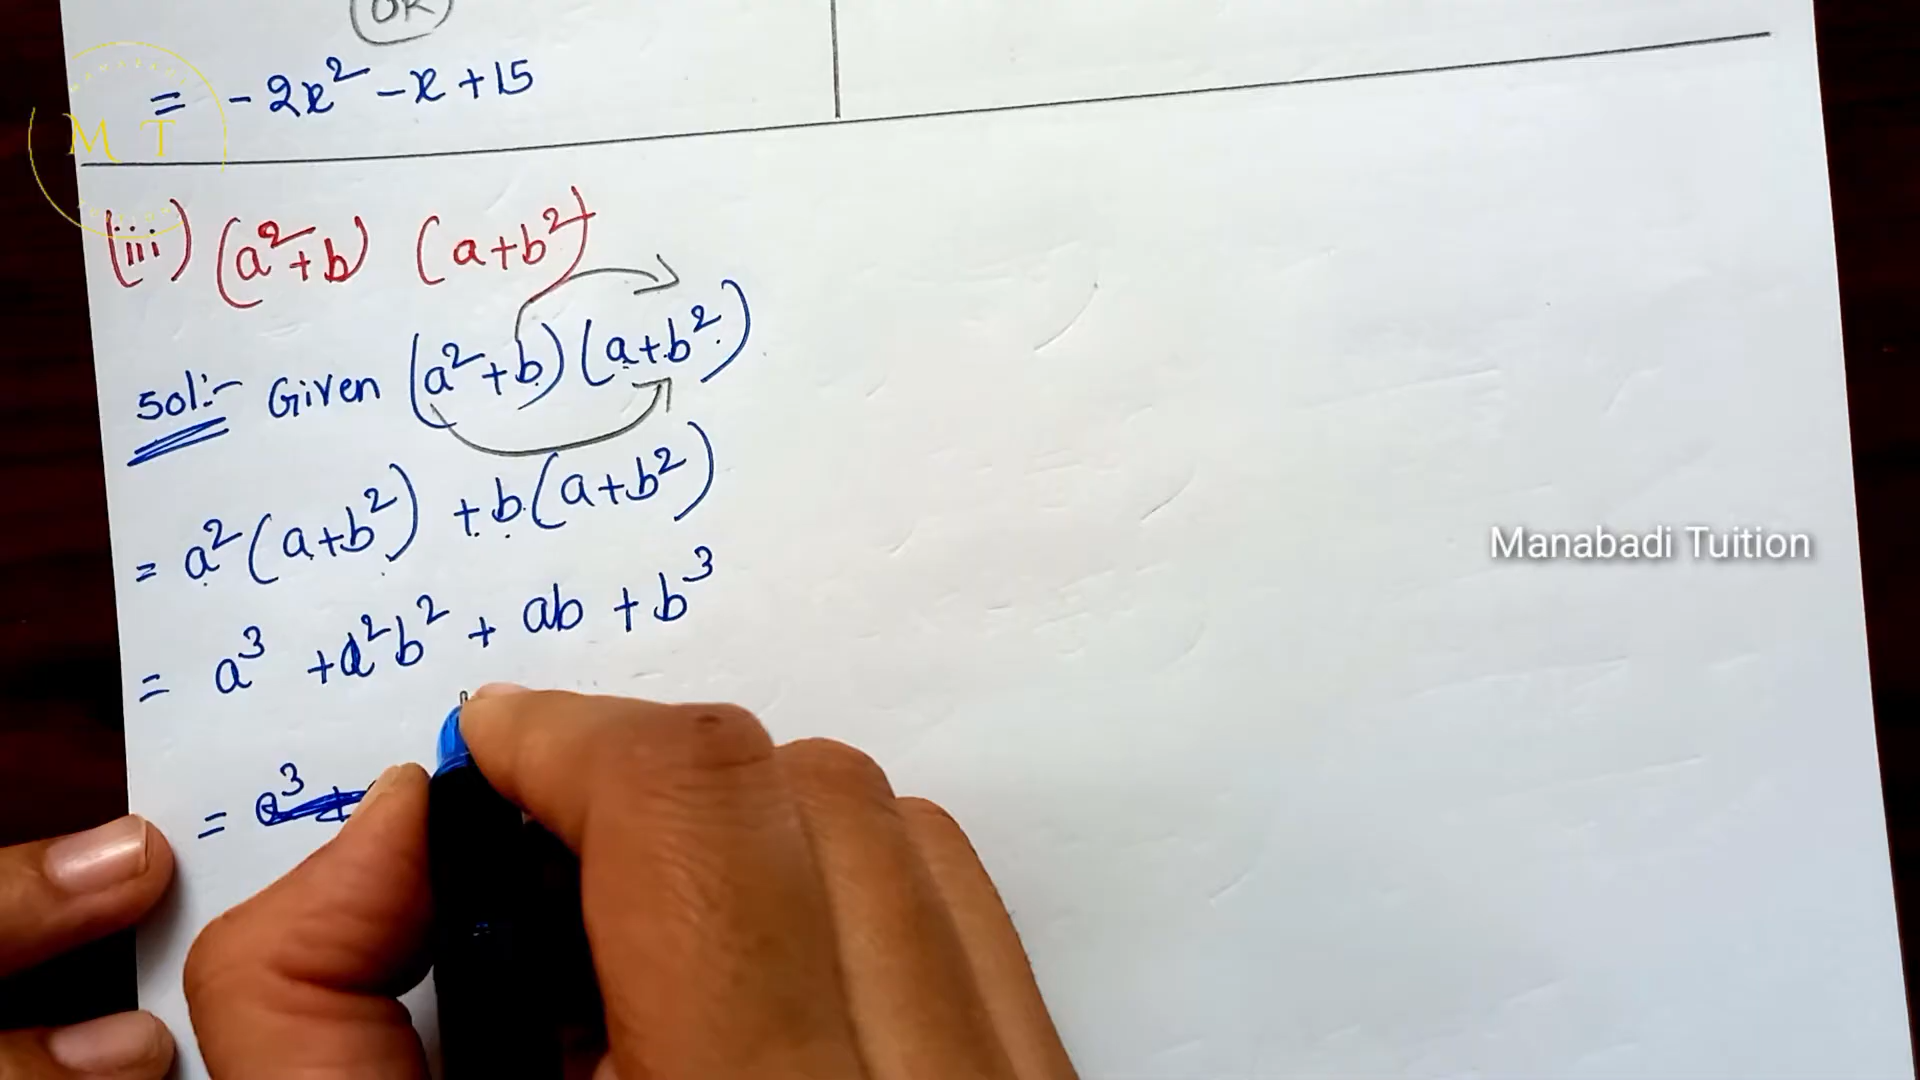 OR
= -2x² - x + 15
M T
(iii) (a²+b) (a+b²)
Sol:- Given (a²+b) (a+b²)
= a²(a+b²) + b(a+b²)
Manabadi Tuition
= a³ + a²b² + ab + b³
= a³ +